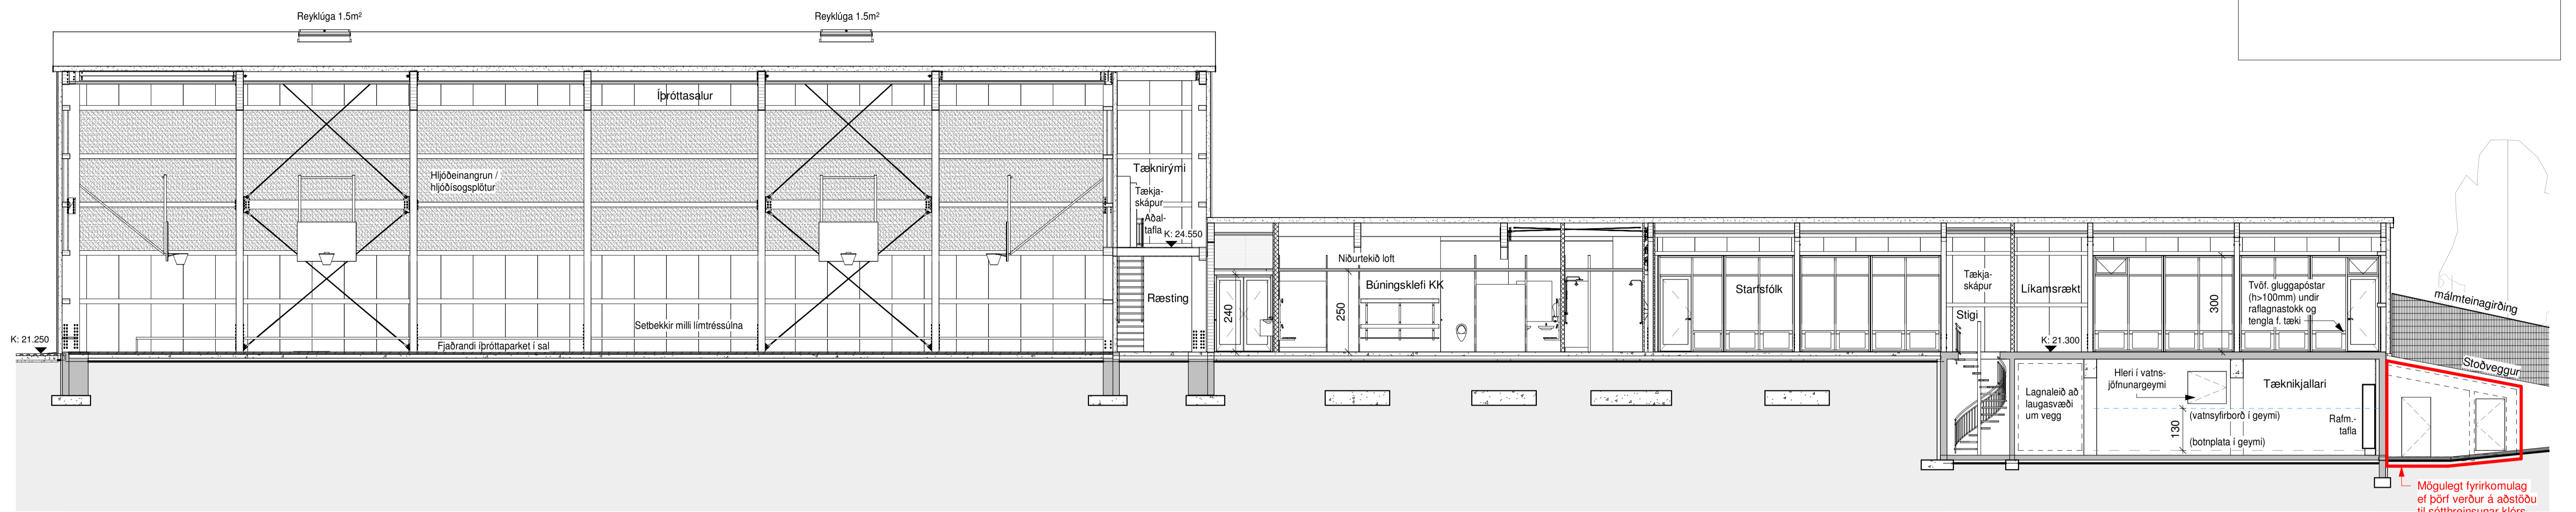 Reyklúga 1.5m²
Reyklúga 1.5m²
Íþróttasalur
Hljóðeinangrun /
hljóðísogsplötur
Tæknirými
Tækja-
skápur
Aðal-
tafla
K: 24.550
K: 21.250
Setbekkir milli límtréssúlna
Fjaðrandi íþróttaparket í sal
Ræsting
240
Niðurtekið loft
250
Búningsklefi KK
Starfsfólk
Tækja-
skápur
Stigi
Líkamsrækt
K: 21.300
300
Tvöf. gluggapóstar
(h>100mm) undir
raflagnastokk og
tengla f. tæki
málmteinagirðing
Stoðveggur
Lagnaleið að
laugasvæði
um vegg
Hleri í vatns-
jöfnunargeymi
Tæknikjallari
(vatnsyfirborð í geymi)
130
(botnplata í geymi)
Rafm.-
tafla
Mögulegt fyrirkomulag
ef þörf verður á aðstöðu
til sótthreinsunar klórs